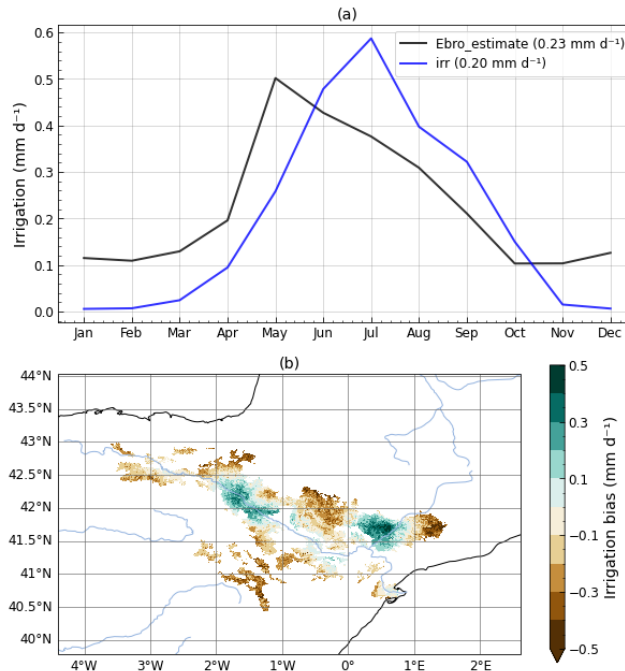 (a)
0.6
0.5
0.4
0.3
0.2
0.1
0.0
Irrigation (mm d⁻¹)
Ebro_estimate (0.23 mm d⁻¹)
irr (0.20 mm d⁻¹)
Jan Feb Mar Apr May Jun Jul Aug Sep Oct Nov Dec
(b)
44°N
43.5°N
43°N
42.5°N
42°N
41.5°N
41°N
40.5°N
40°N
4°W 3°W 2°W 1°W 0° 1°E 2°E
0.5
0.3
0.1
−0.1
−0.3
−0.5
Irrigation bias (mm d⁻¹)